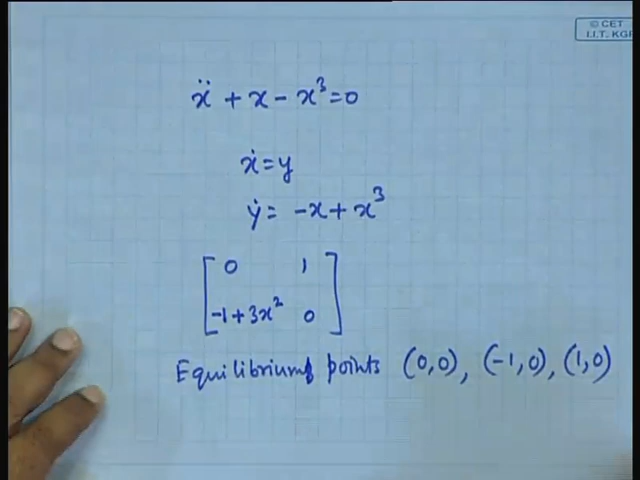 © CET
I.I.T. KGP
ẍ + x - x³ = 0
ẋ = y
ẏ = -x + x³
[ 0 1
-1+3x² 0 ]
Equilibrium points (0,0), (-1,0), (1,0)